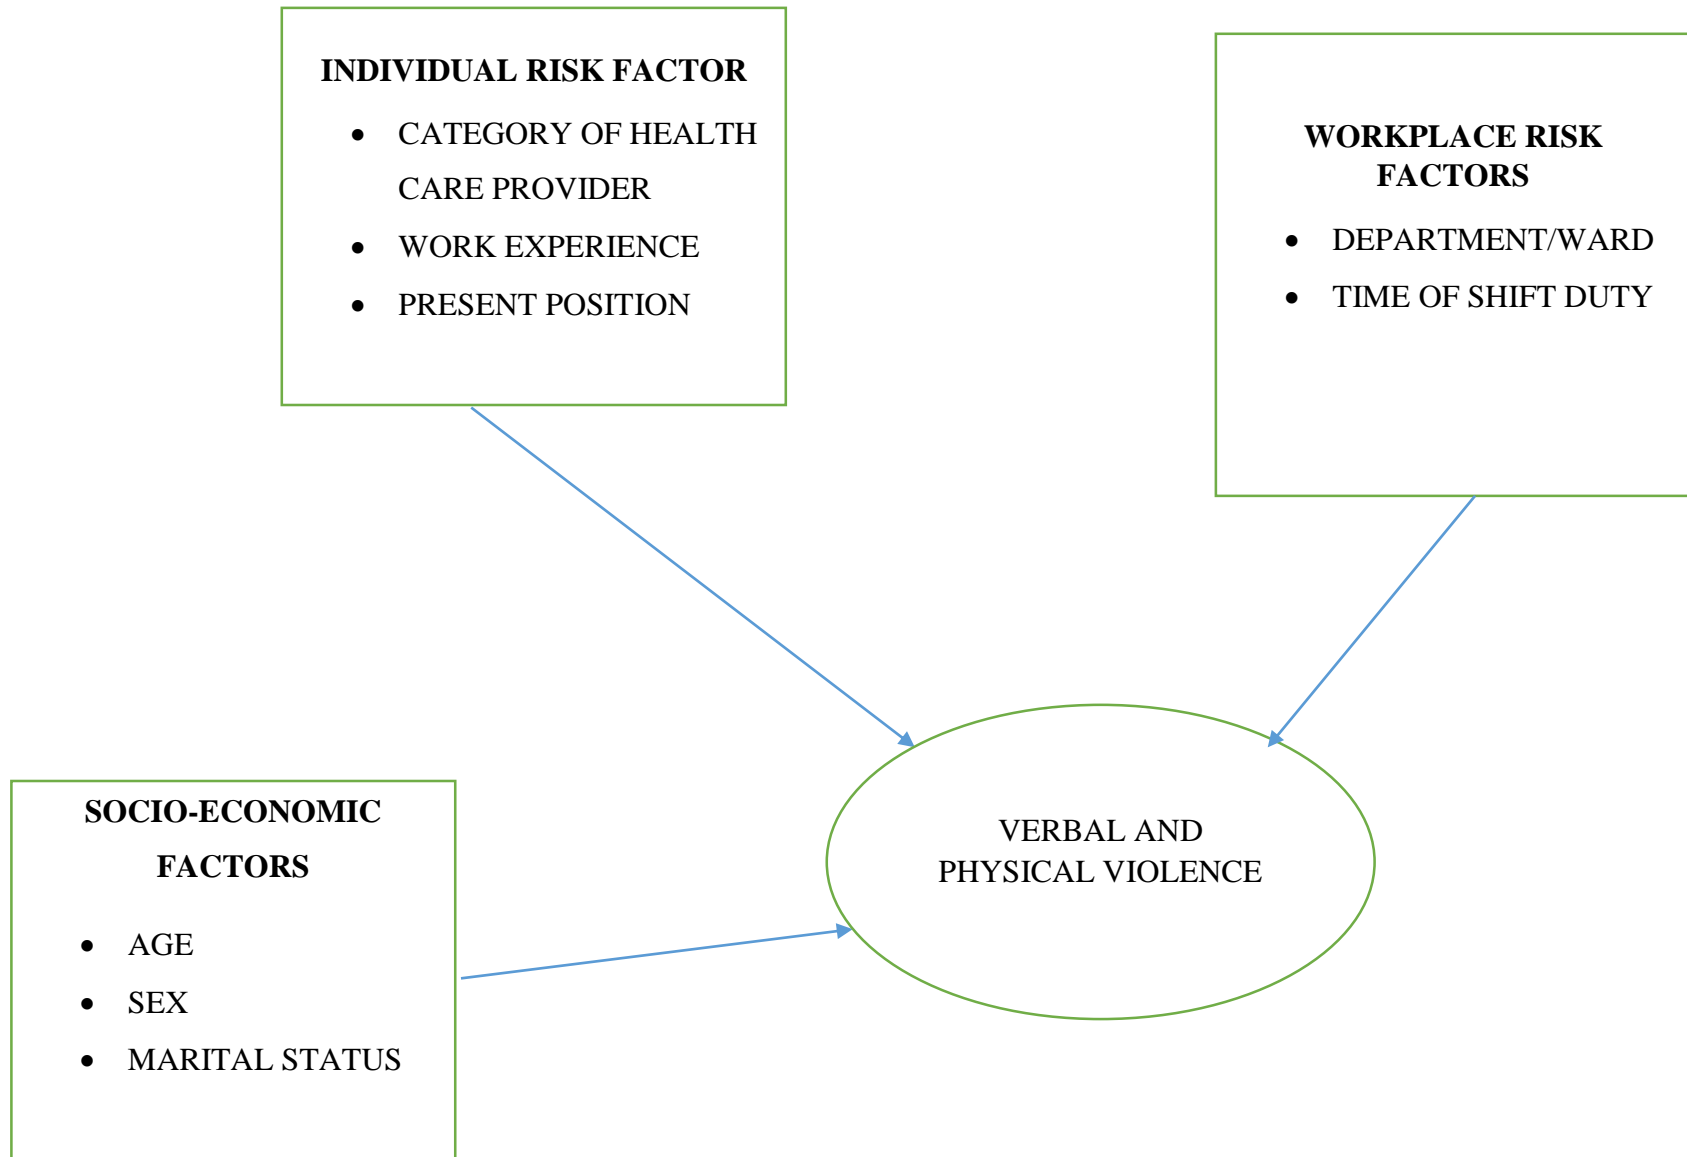 INDIVIDUAL RISK FACTOR
• CATEGORY OF HEALTH
CARE PROVIDER
• WORK EXPERIENCE
• PRESENT POSITION
WORKPLACE RISK
FACTORS
• DEPARTMENT/WARD
• TIME OF SHIFT DUTY
SOCIO-ECONOMIC
FACTORS
• AGE
• SEX
• MARITAL STATUS
VERBAL AND
PHYSICAL VIOLENCE